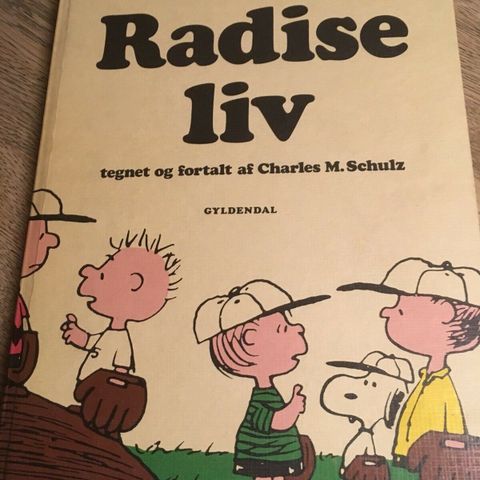 Radise
liv
tegnet og fortalt af Charles M. Schulz
GYLDENDAL